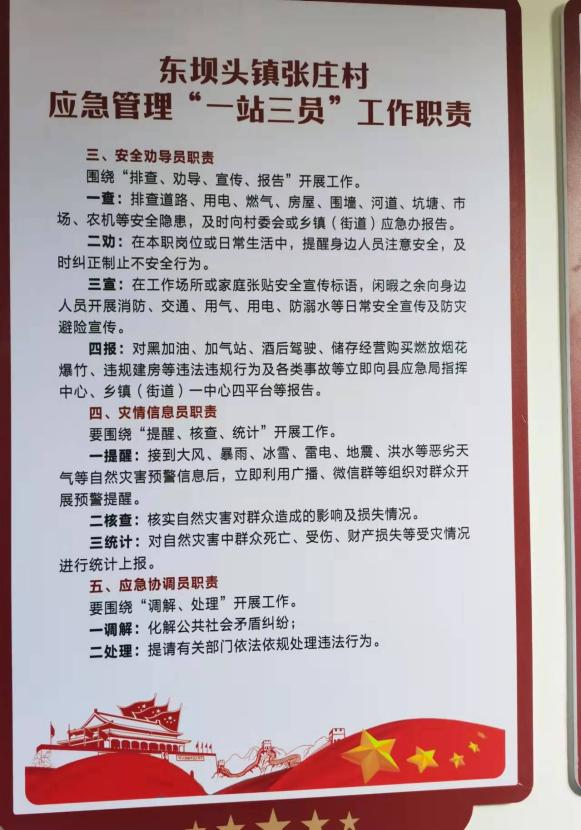 东坝头镇张庄村
应急管理“一站三员”工作职责
三、安全劝导员职责
围绕“排查、劝导、宣传、报告”开展工作。
一查：排查道路、用电、燃气、房屋、围墙、河道、坑塘、市
场、农机等安全隐患，及时向村委会或乡镇（街道）应急办报告。
二劝：在本职岗位或日常生活中，提醒身边人员注意安全，及
时纠正制止不安全行为。
三宣：在工作场所或家庭张贴安全宣传标语，闲暇之余向身边
人员开展消防、交通、用气、用电、防溺水等日常安全宣传及防灾
避险宣传。
四报：对黑加油、加气站、酒后驾驶、储存经营购买燃放烟花
爆竹、违规建房等违法违规行为及各类事故等立即向县应急局指挥
中心、乡镇（街道）一中心四平台等报告。
四、灾情信息员职责
要围绕“提醒、核查、统计”开展工作。
一提醒：接到大风、暴雨、冰雪、雷电、地震、洪水等恶劣天
气等自然灾害预警信息后，立即利用广播、微信群等组织对群众开
展预警提醒。
二核查：核实自然灾害对群众造成的影响及损失情况。
三统计：对自然灾害中群众死亡、受伤、财产损失等受灾情况
进行统计上报。
五、应急协调员职责
要围绕“调解、处理”开展工作。
一调解：化解公共社会矛盾纠纷；
二处理：提请有关部门依法依规处理违法行为。